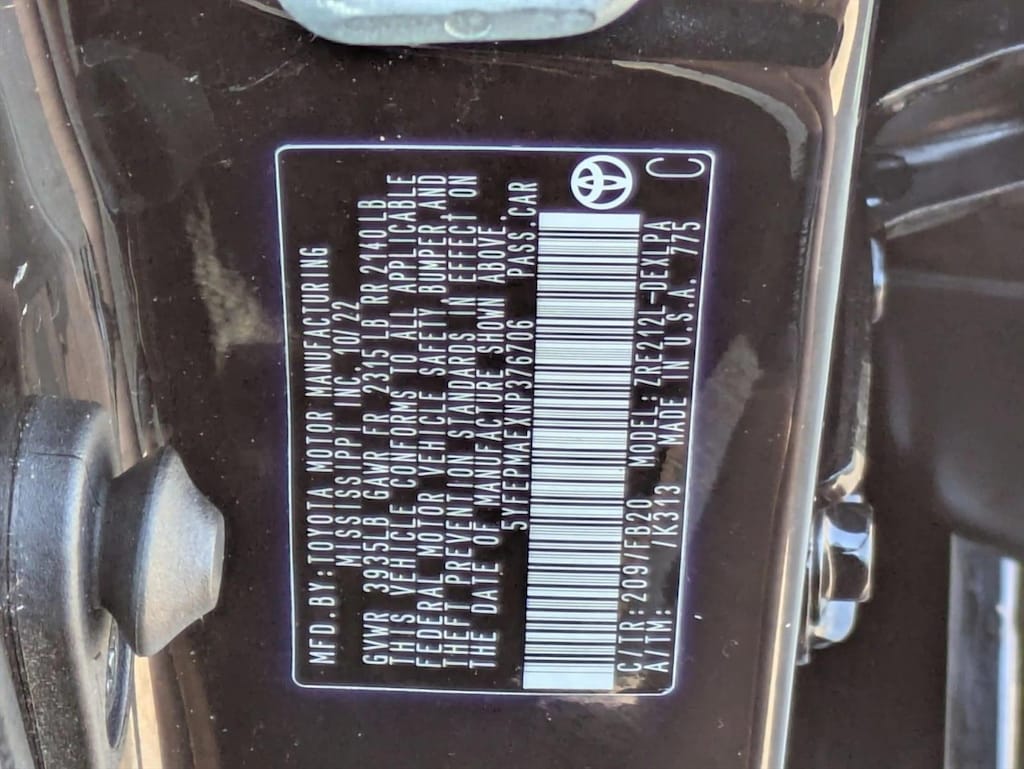 MFD.BY:TOYOTA MOTOR MANUFACTURING
MISSISSIPPI INC. 10/22
GVWR 3935LB GAWR FR 2315 LB RR 2140LB
THIS VEHICLE CONFORMS TO ALL APPLICABLE
FEDERAL MOTOR VEHICLE SAFETY BUMPER AND
THEFT PREVENTION STANDARDS IN EFFECT ON
THE DATE OF MANUFACTURE SHOWN ABOVE.
5YFEPMAEXNP376706 PASS.CAR
C/TR:209/FB20 MODEL:ZRE212L-DEXLPA
A/TM: /K313 MADE IN U.S.A. 775
C